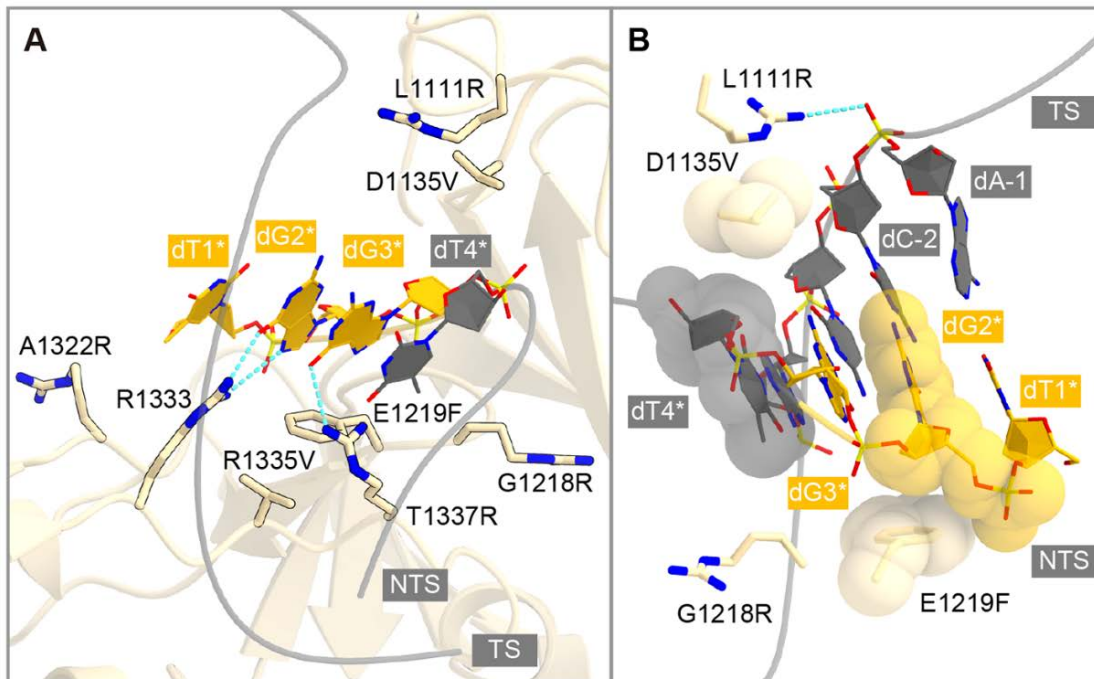 A
L1111R
D1135V
dT1* dG2* dG3* dT4*
A1322R
R1333
E1219F
R1335V
G1218R
T1337R
NTS
TS
B
L1111R
TS
D1135V
dA-1
dC-2
dG2*
dT4*
dT1*
dG3*
NTS
G1218R
E1219F